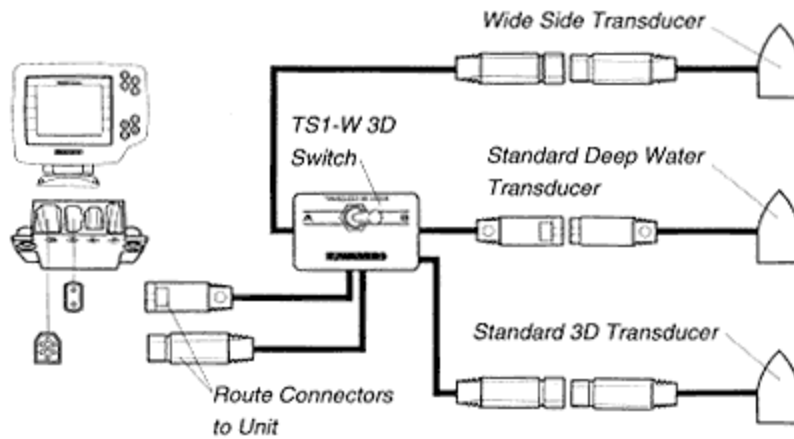 Wide Side Transducer
TS1-W 3D
Switch
Standard Deep Water
Transducer
A
B
Standard 3D Transducer
Route Connectors
to Unit